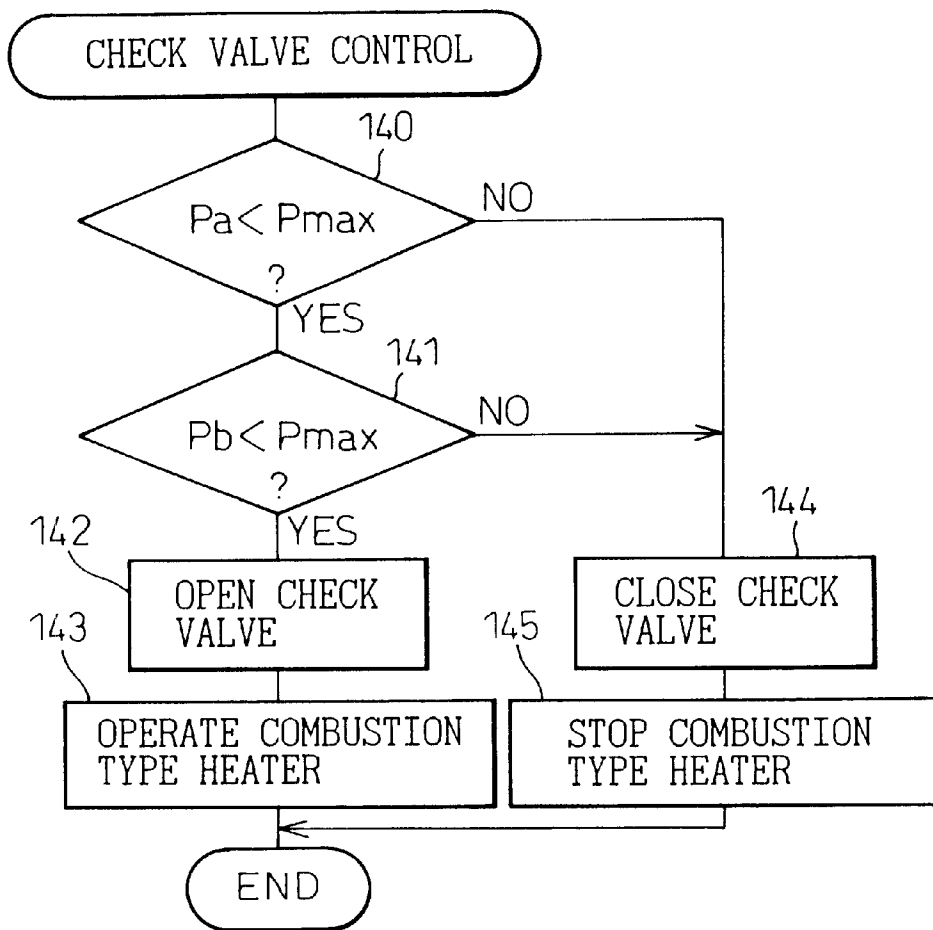 CHECK VALVE CONTROL
140
Pa < Pmax
?
NO
YES
141
Pb < Pmax
?
NO
YES
142
OPEN CHECK
VALVE
144
CLOSE CHECK
VALVE
143
OPERATE COMBUSTION
TYPE HEATER
145
STOP COMBUSTION
TYPE HEATER
END